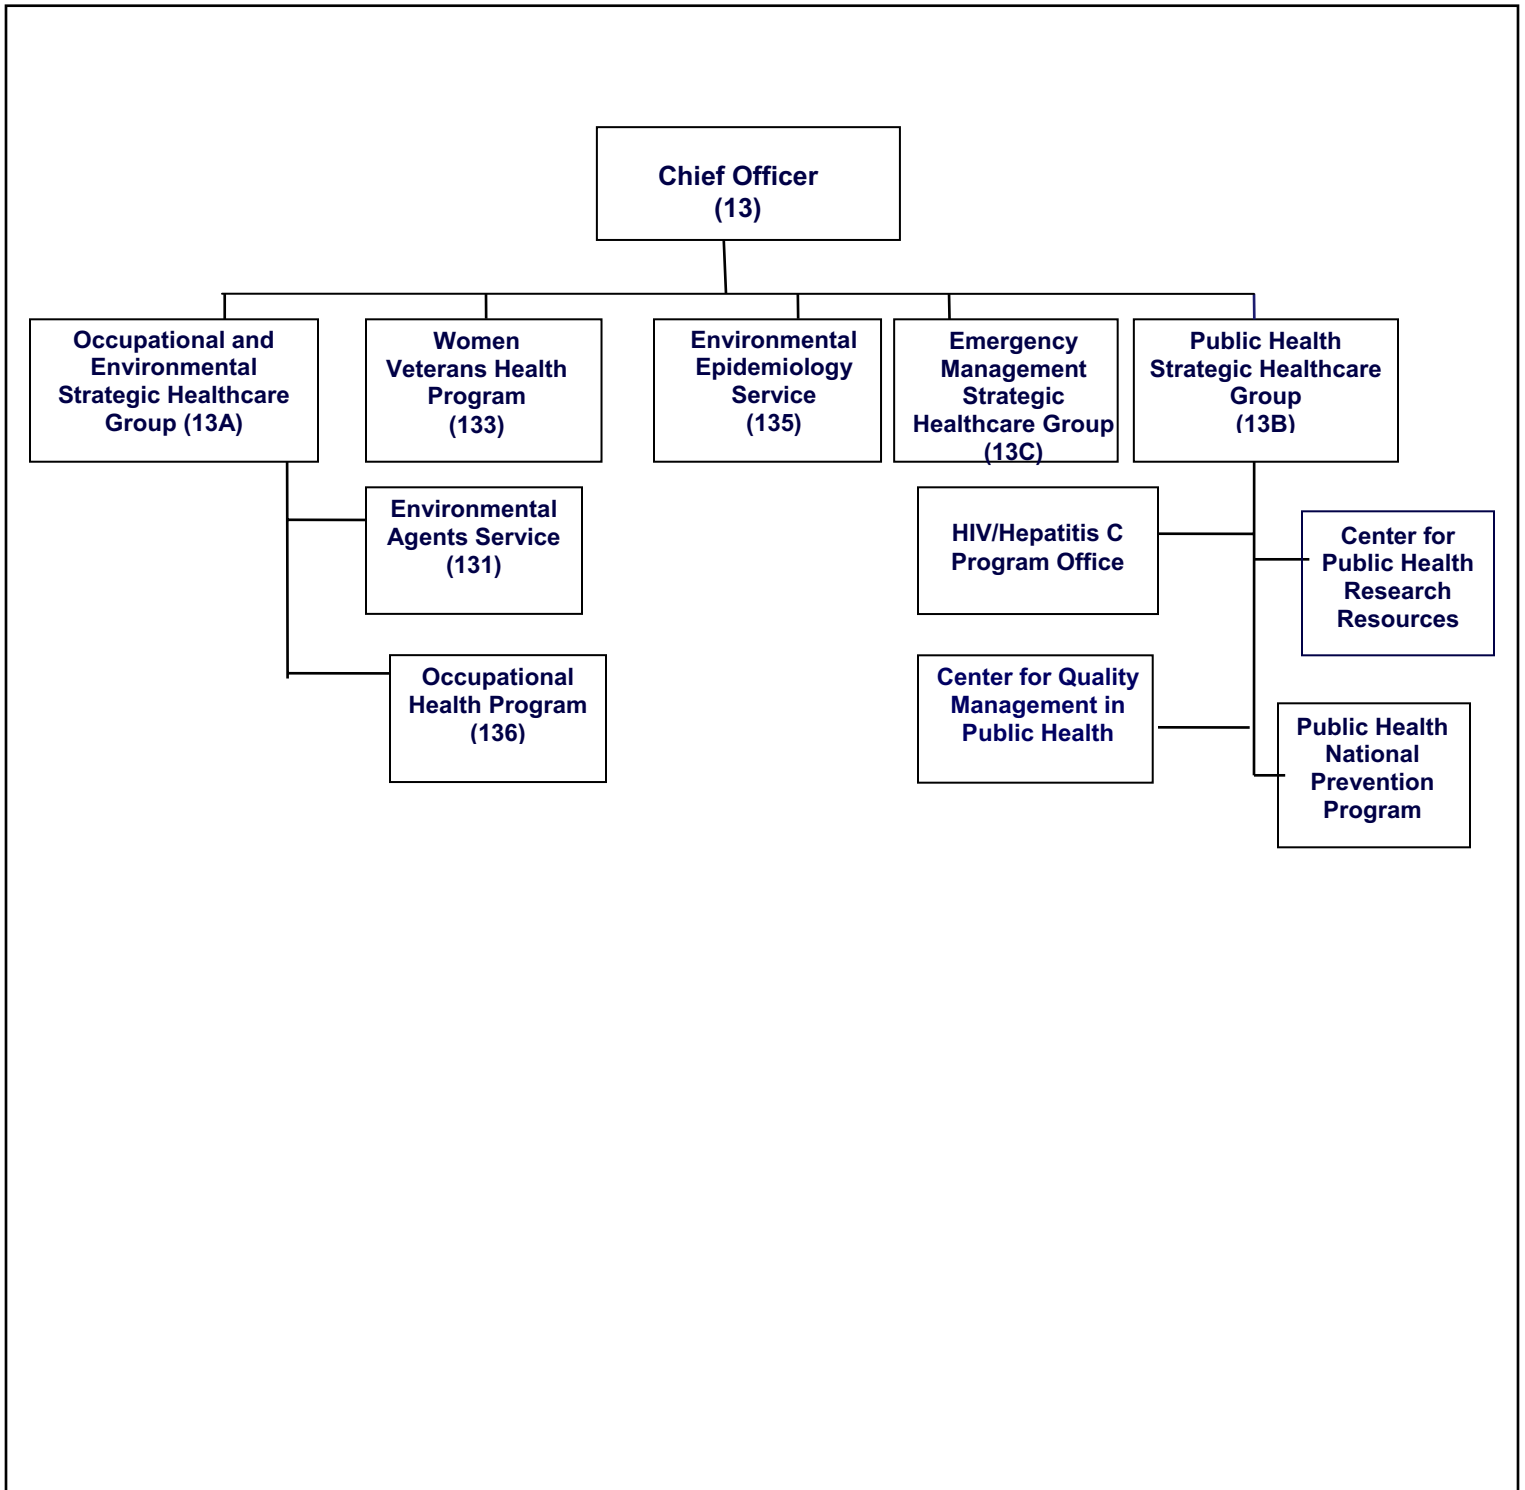 Chief Officer
(13)
Occupational and
Environmental
Strategic Healthcare
Group (13A)
Women
Veterans Health
Program
(133)
Environmental
Epidemiology
Service
(135)
Emergency
Management
Strategic
Healthcare Group
(13C)
Public Health
Strategic Healthcare
Group
(13B)
Environmental
Agents Service
(131)
HIV/Hepatitis C
Program Office
Center for
Public Health
Research
Resources
Occupational
Health Program
(136)
Center for Quality
Management in
Public Health
Public Health
National
Prevention
Program